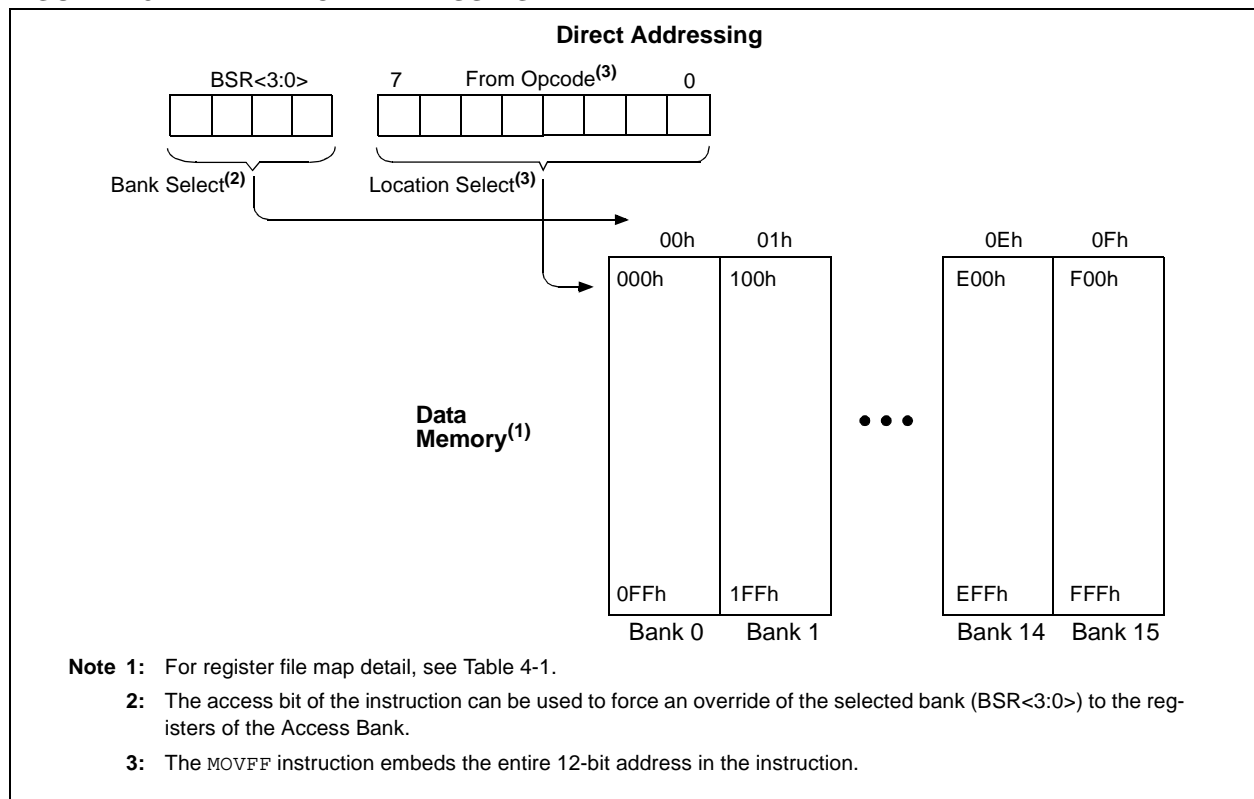 Direct Addressing
BSR<3:0> 7 From Opcode(3) 0
Bank Select(2) Location Select(3)
00h 01h 0Eh 0Fh
000h 100h E00h F00h
Data
Memory(1)
0FFh 1FFh EFFh FFFh
Bank 0 Bank 1 Bank 14 Bank 15
Note 1: For register file map detail, see Table 4-1.
2: The access bit of the instruction can be used to force an override of the selected bank (BSR<3:0>) to the reg-
isters of the Access Bank.
3: The MOVFF instruction embeds the entire 12-bit address in the instruction.